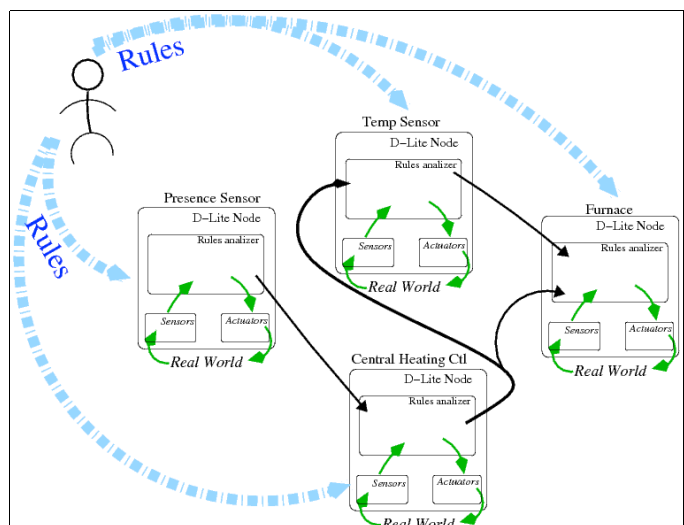 Rules
Temp Sensor
D-Lite Node
Rules analizer
Sensors
Actuators
Real World
Presence Sensor
D-Lite Node
Rules analizer
Sensors
Actuators
Real World
Furnace
D-Lite Node
Rules analizer
Sensors
Actuators
Real World
Rules
Central Heating Ctl
D-Lite Node
Rules analizer
Sensors
Actuators
Real World